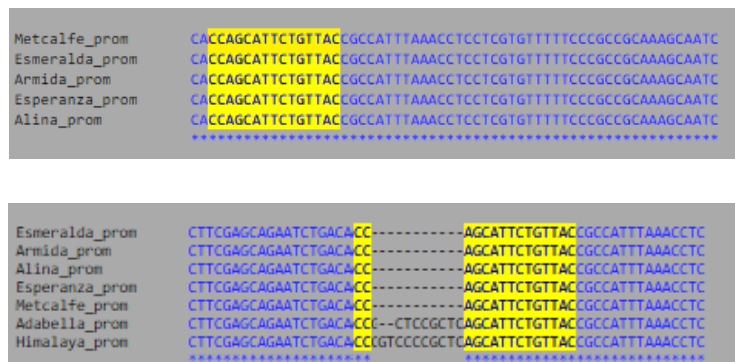 Metcalfe_prom CACCAGCATTCTGTTACCGCCATTTAAACCTCCTCGTGTTTTTCCCGCCGCAAAGCAATC
Esmeralda_prom CACCAGCATTCTGTTACCGCCATTTAAACCTCCTCGTGTTTTTCCCGCCGCAAAGCAATC
Armida_prom CACCAGCATTCTGTTACCGCCATTTAAACCTCCTCGTGTTTTTCCCGCCGCAAAGCAATC
Esperanza_prom CACCAGCATTCTGTTACCGCCATTTAAACCTCCTCGTGTTTTTCCCGCCGCAAAGCAATC
Alina_prom CACCAGCATTCTGTTACCGCCATTTAAACCTCCTCGTGTTTTTCCCGCCGCAAAGCAATC
************************************************************
Esmeralda_prom CTTCGAGCAGAATCTGACACC-----------AGCATTCTGTTACCGCCATTTAAACCTC
Armida_prom CTTCGAGCAGAATCTGACACC-----------AGCATTCTGTTACCGCCATTTAAACCTC
Alina_prom CTTCGAGCAGAATCTGACACC-----------AGCATTCTGTTACCGCCATTTAAACCTC
Esperanza_prom CTTCGAGCAGAATCTGACACC-----------AGCATTCTGTTACCGCCATTTAAACCTC
Metcalfe_prom CTTCGAGCAGAATCTGACACC-----------AGCATTCTGTTACCGCCATTTAAACCTC
Adabella_prom CTTCGAGCAGAATCTGACACCC--CTCCGCTCAGCATTCTGTTACCGCCATTTAAACCTC
Himalaya_prom CTTCGAGCAGAATCTGACACCCGTCCCCGCTCAGCATTCTGTTACCGCCATTTAAACCTC
*********************           ****************************